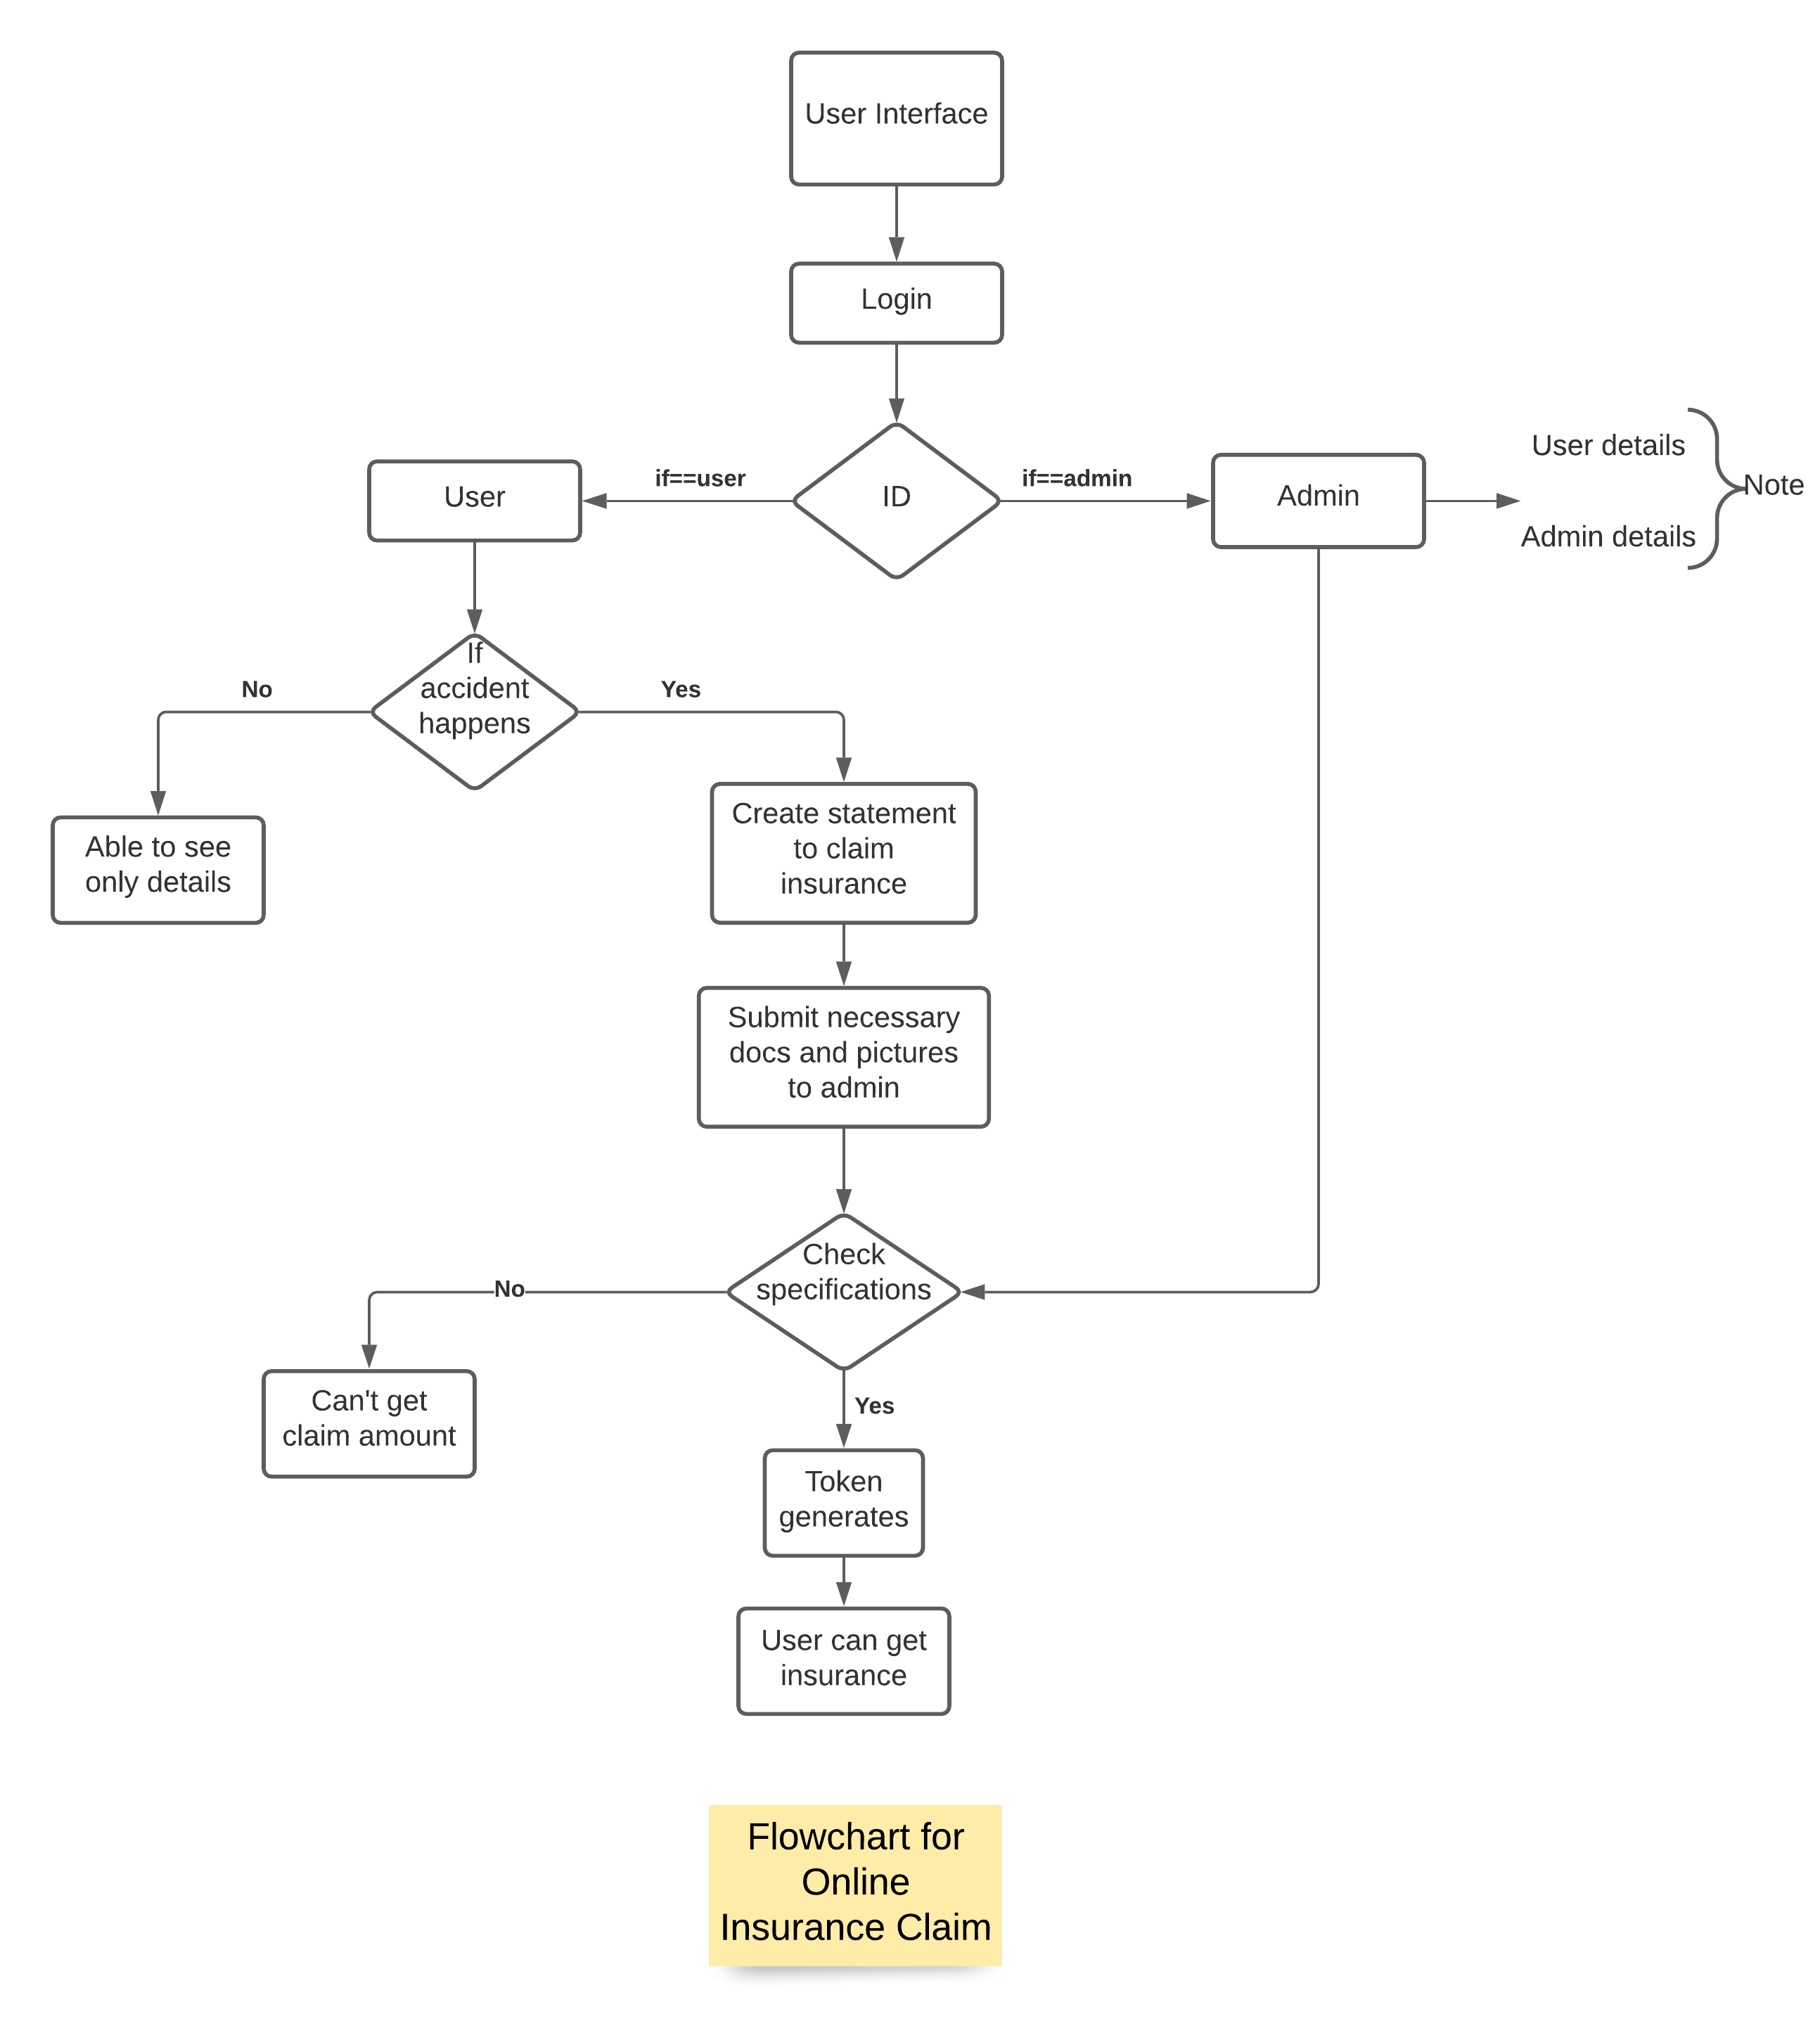 User Interface
Login
if==user
ID
if==admin
User
Admin
User details
Admin details
Note
If
accident
happens
No
Yes
Able to see
only details
Create statement
to claim
insurance
Submit necessary
docs and pictures
to admin
Check
specifications
No
Can't get
claim amount
Yes
Token
generates
User can get
insurance
Flowchart for
Online
Insurance Claim